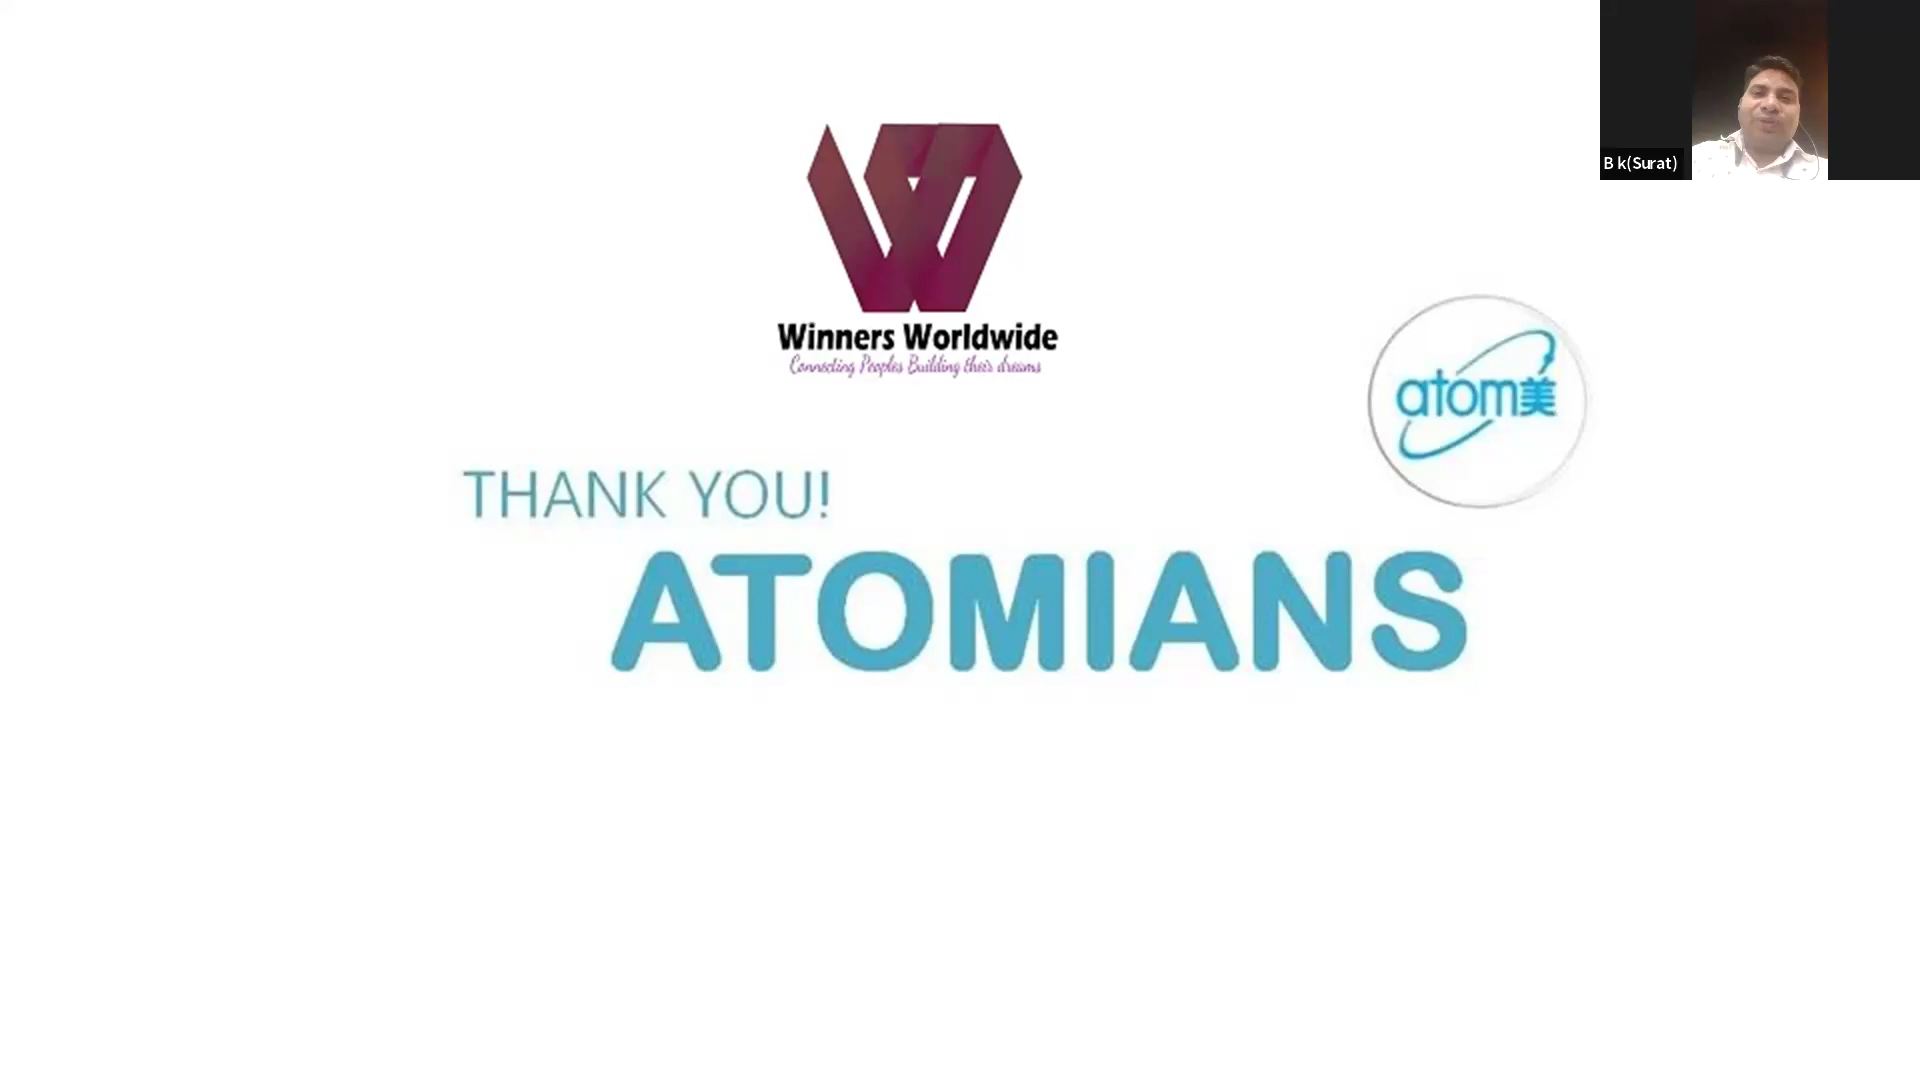 B k(Surat)
Winners Worldwide
Connecting Peoples Building their dreams
atom美
THANK YOU!
ATOMIANS